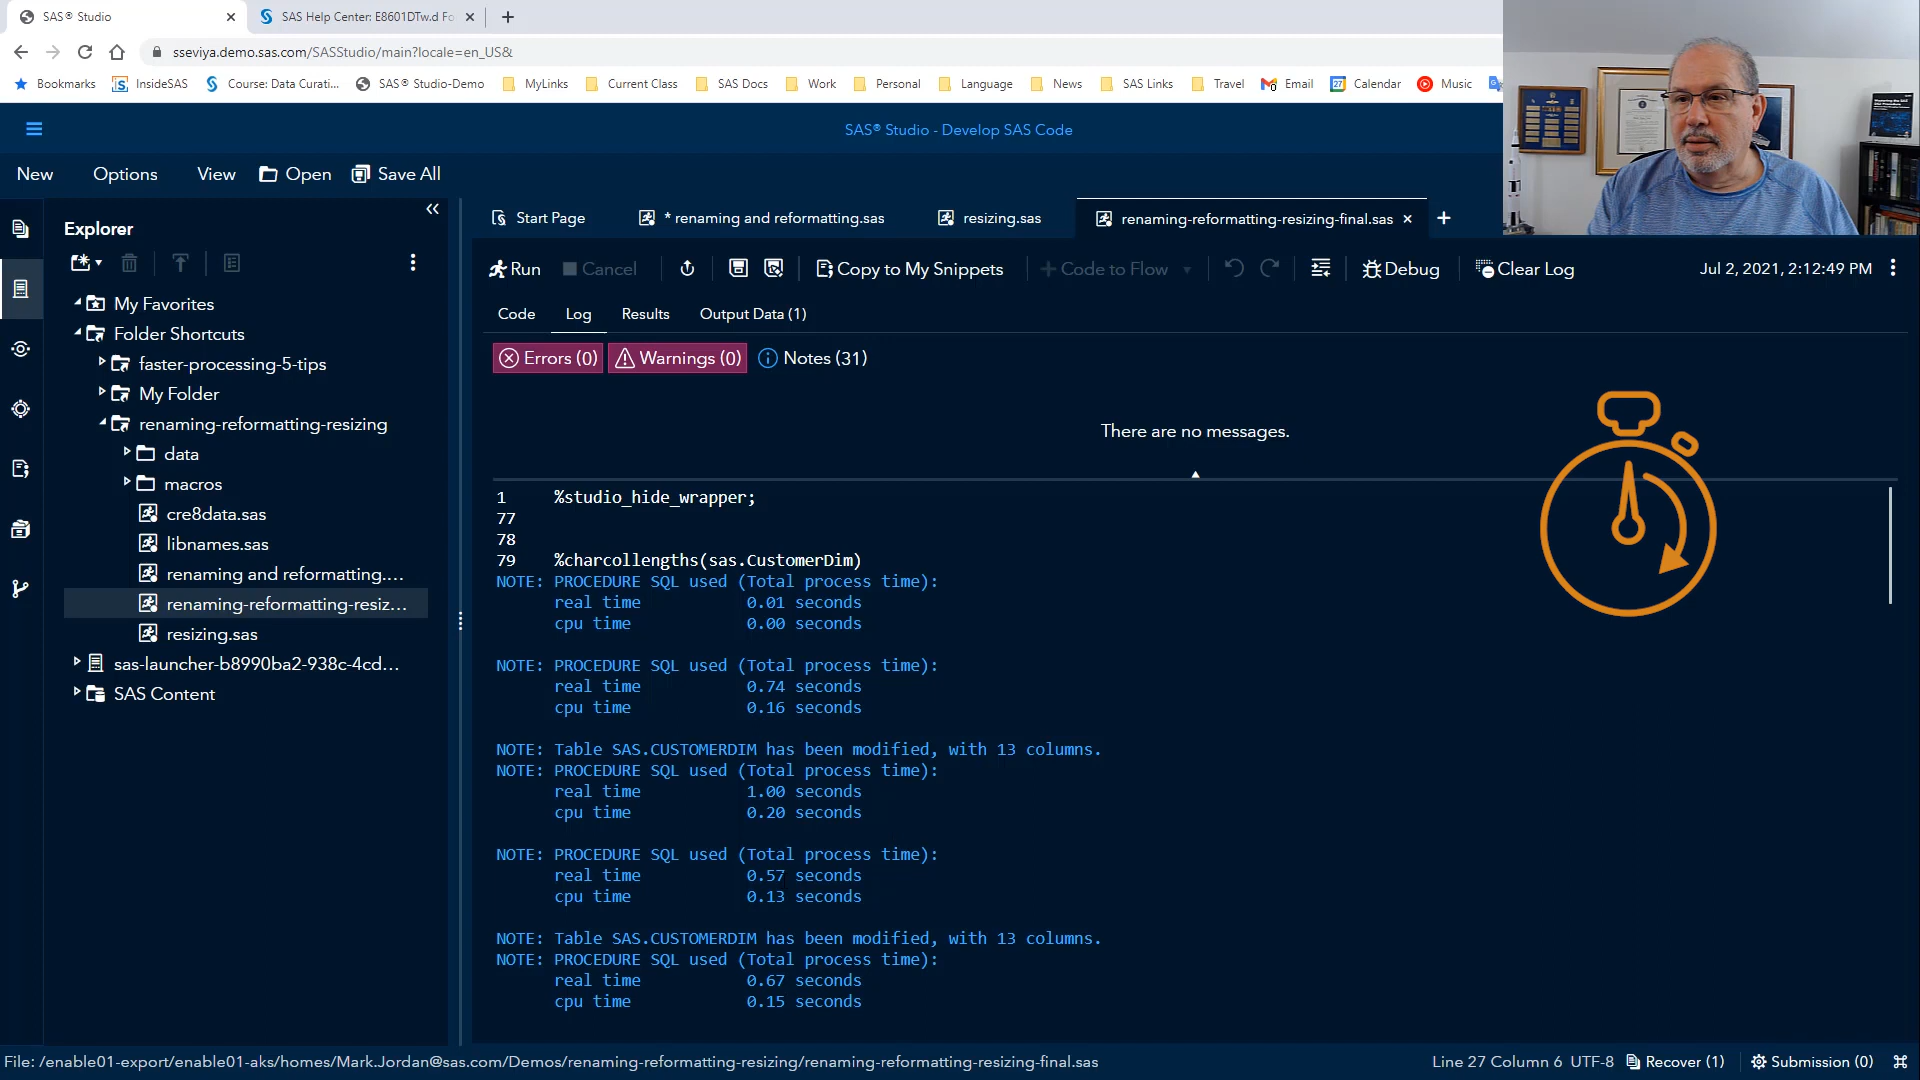 SAS® Studio
SAS Help Center: E8601DTw.d Fo
sseviya.demo.sas.com/SASStudio/main?locale=en_US&
Bookmarks InsideSAS Course: Data Curati... SAS® Studio-Demo MyLinks Current Class SAS Docs Work Personal Language News SAS Links Travel Email Calendar Music
SAS® Studio - Develop SAS Code
New Options View Open Save All
Explorer
My Favorites
Folder Shortcuts
faster-processing-5-tips
My Folder
renaming-reformatting-resizing
data
macros
cre8data.sas
libnames.sas
renaming and reformatting....
renaming-reformatting-resiz...
resizing.sas
sas-launcher-b8990ba2-938c-4cd...
SAS Content
Start Page * renaming and reformatting.sas resizing.sas renaming-reformatting-resizing-final.sas
Run Cancel Copy to My Snippets Code to Flow Debug Clear Log Jul 2, 2021, 2:12:49 PM
Code Log Results Output Data (1)
Errors (0) Warnings (0) Notes (31)
There are no messages.
1 %studio_hide_wrapper;
77
78
79 %charcollengths(sas.CustomerDim)
NOTE: PROCEDURE SQL used (Total process time):
real time 0.01 seconds
cpu time 0.00 seconds
NOTE: PROCEDURE SQL used (Total process time):
real time 0.74 seconds
cpu time 0.16 seconds
NOTE: Table SAS.CUSTOMERDIM has been modified, with 13 columns.
NOTE: PROCEDURE SQL used (Total process time):
real time 1.00 seconds
cpu time 0.20 seconds
NOTE: PROCEDURE SQL used (Total process time):
real time 0.57 seconds
cpu time 0.13 seconds
NOTE: Table SAS.CUSTOMERDIM has been modified, with 13 columns.
NOTE: PROCEDURE SQL used (Total process time):
real time 0.67 seconds
cpu time 0.15 seconds
File: /enable01-export/enable01-aks/homes/Mark.Jordan@sas.com/Demos/renaming-reformatting-resizing/renaming-reformatting-resizing-final.sas
Line 27 Column 6 UTF-8 Recover (1) Submission (0)